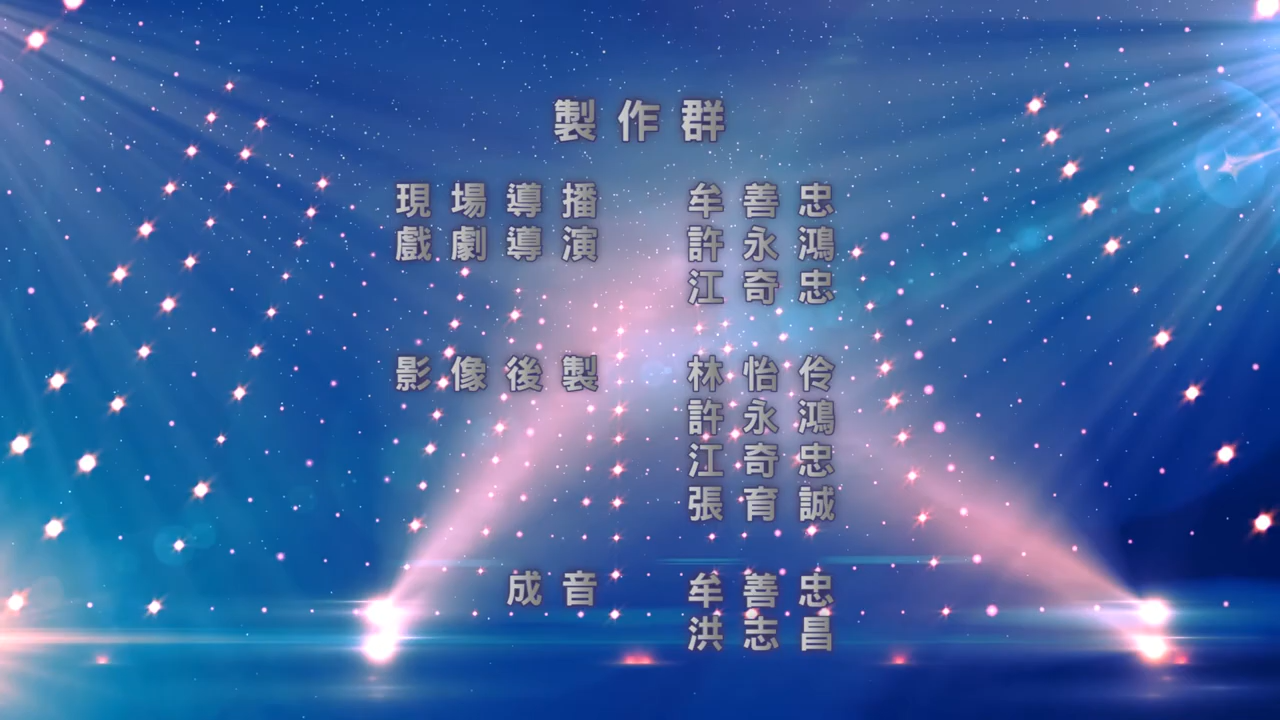 製作群
現場導播 牟善忠
戲劇導演 許永鴻
江奇忠
影像後製 林怡伶
許永鴻
江奇忠
張育誠
成音 牟善忠
洪志昌